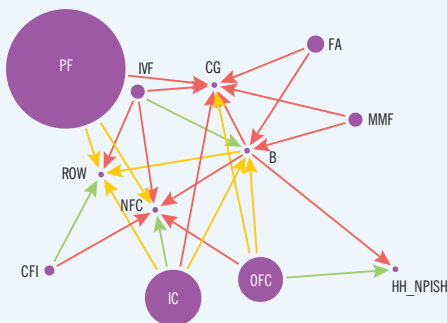 FA
PF
IVF
CG
MMF
B
ROW
NFC
CFI
OFC
IC
HH_NPISH